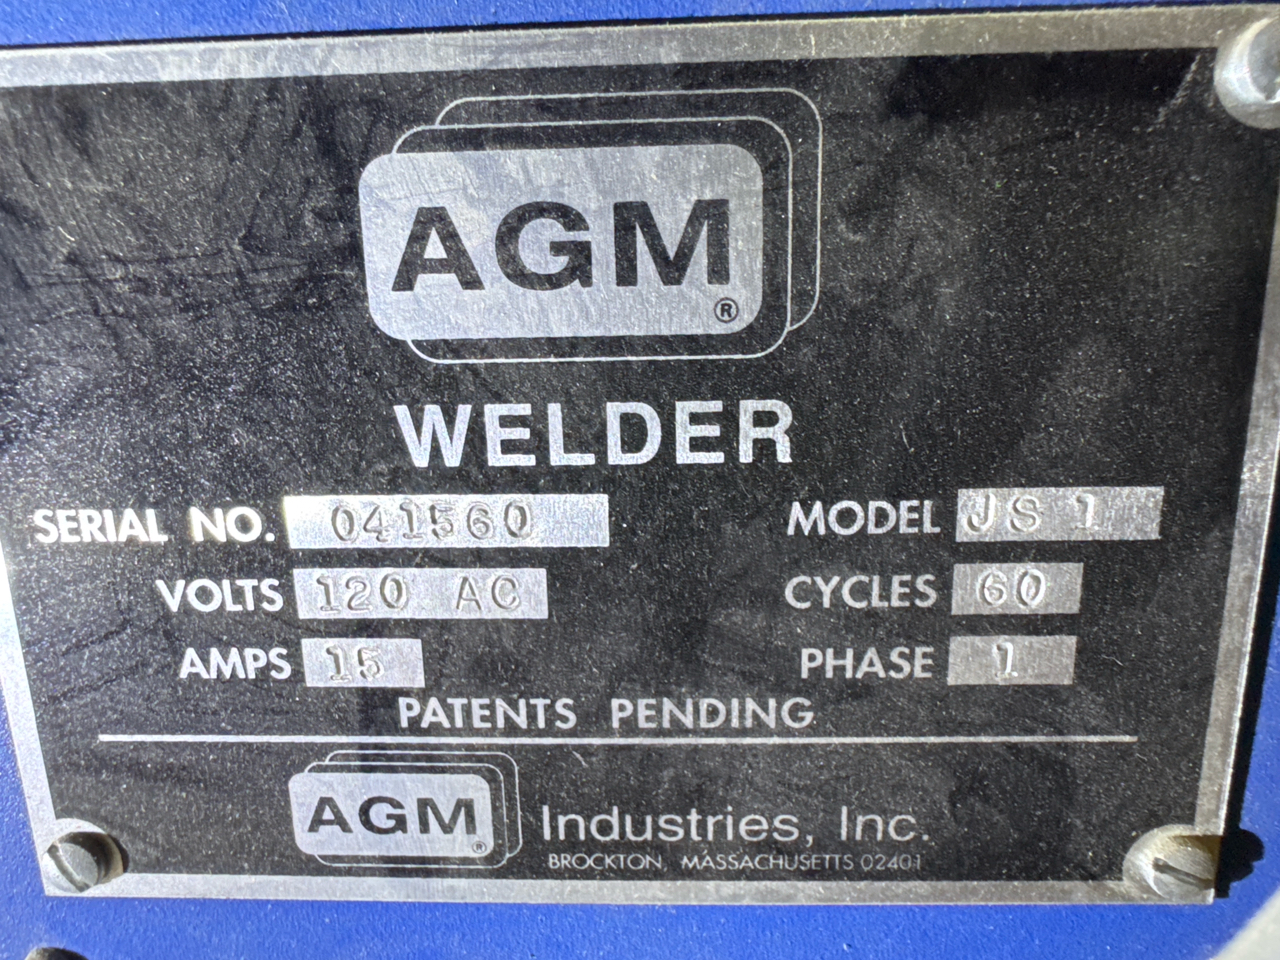 AGM®
WELDER
SERIAL NO. 041560 MODEL JS 1
VOLTS 120 AC CYCLES 60
AMPS 15 PHASE 1
PATENTS PENDING
AGM® Industries, Inc.
BROCKTON, MASSACHUSETTS 02401